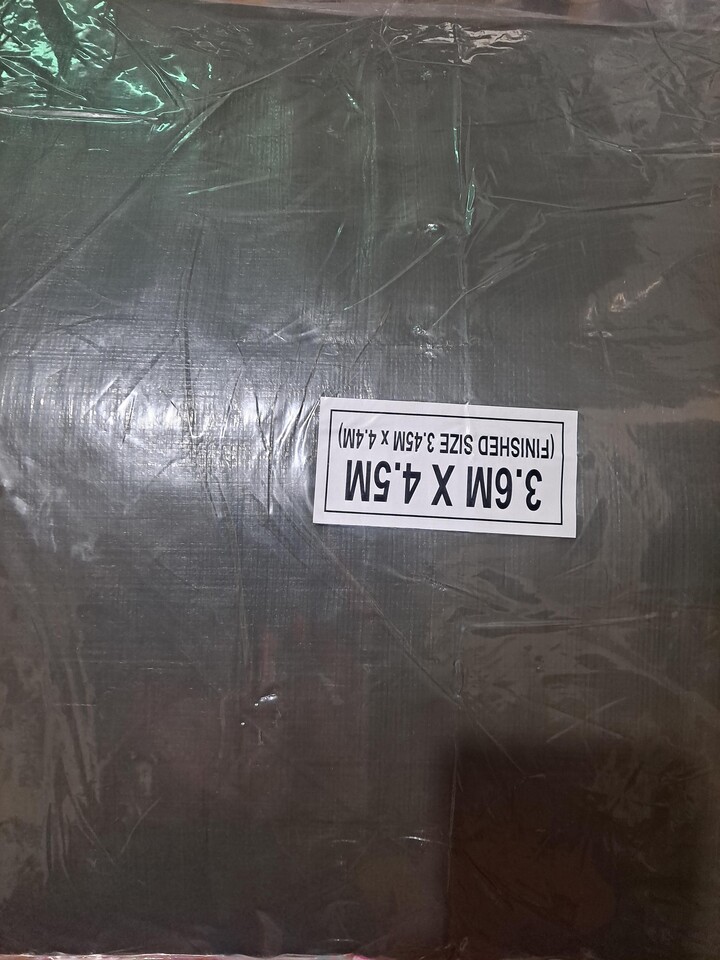 3.6M X 4.5M
(FINISHED SIZE 3.45M x 4.4M)